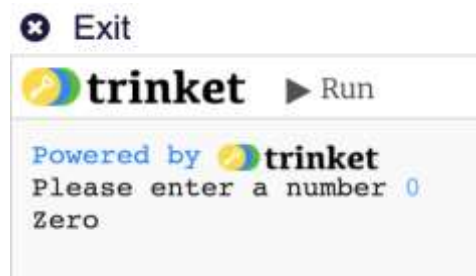 Exit
trinket Run
Powered by trinket
Please enter a number 0
Zero